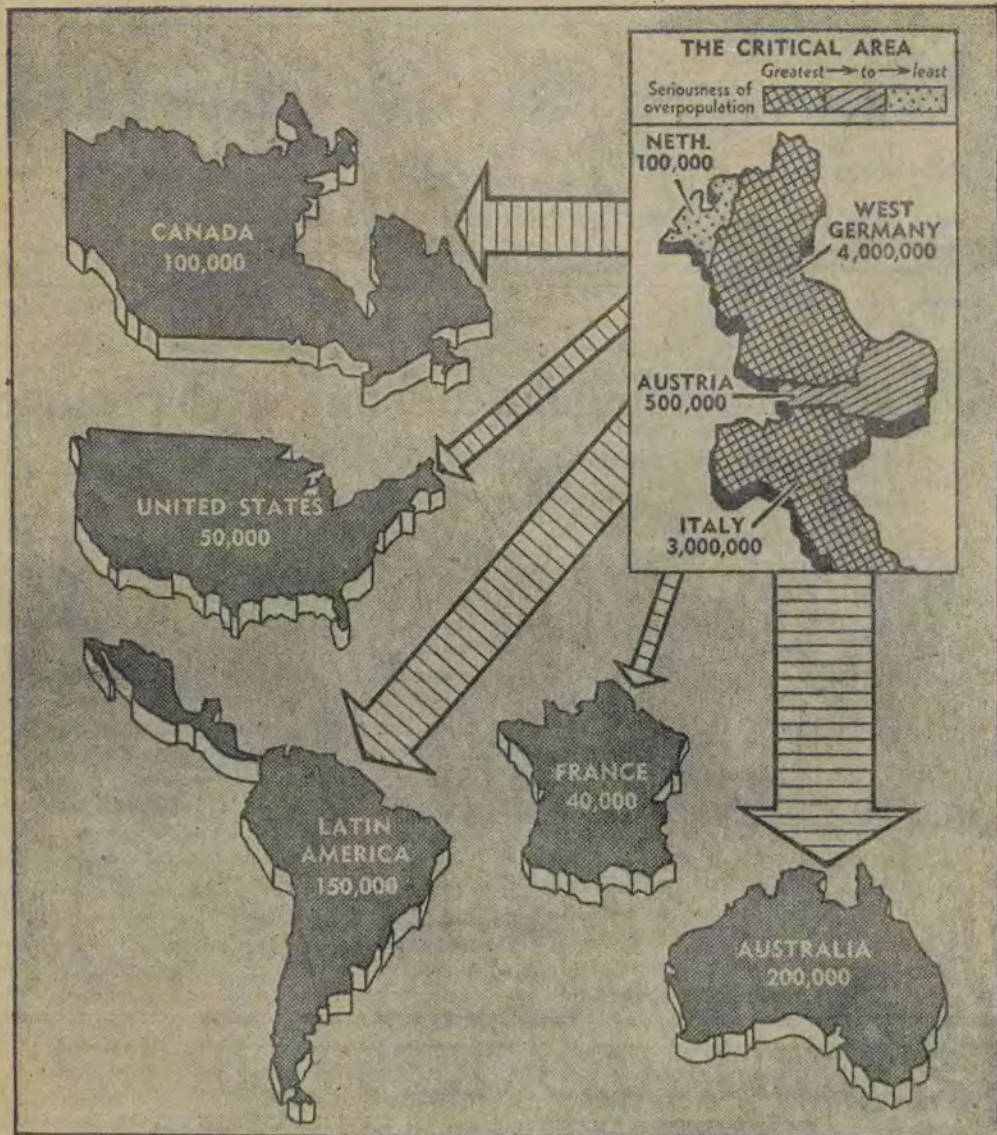 THE CRITICAL AREA
Greatest → to → least
Seriousness of
overpopulation
NETH.
100,000
WEST
GERMANY
4,000,000
AUSTRIA
500,000
ITALY
3,000,000
CANADA
100,000
UNITED STATES
50,000
LATIN
AMERICA
150,000
FRANCE
40,000
AUSTRALIA
200,000